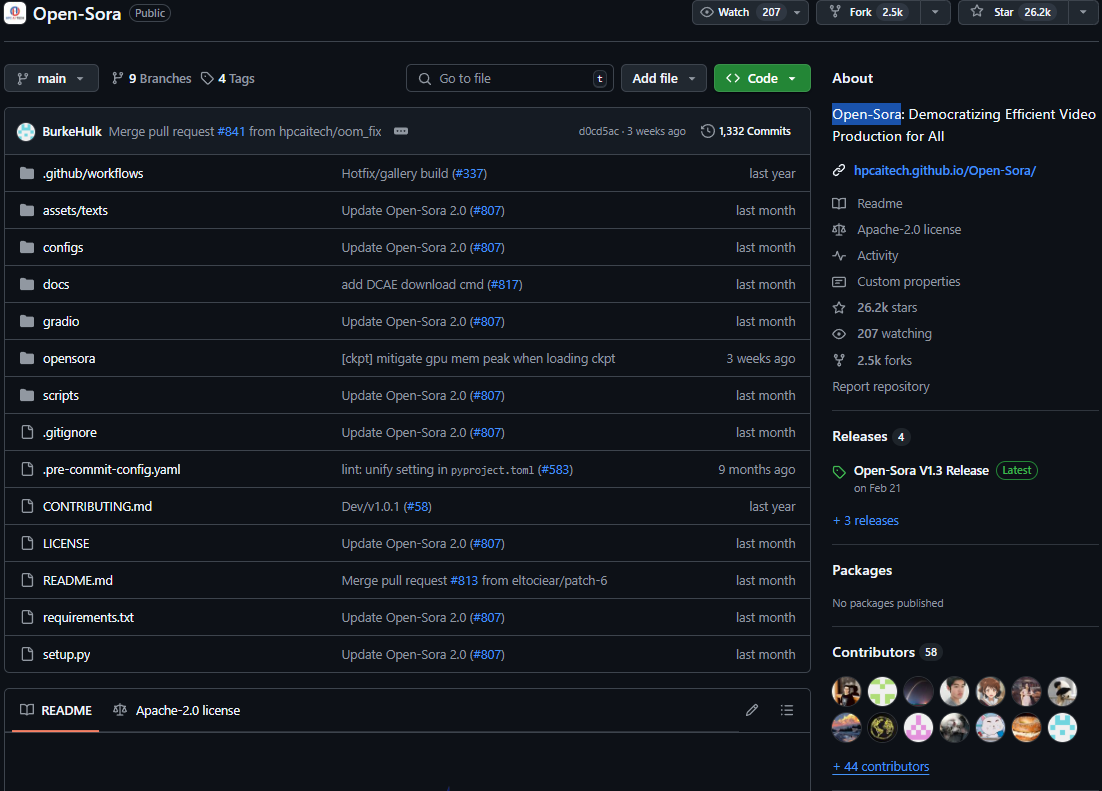 Open-Sora Public Watch 207 Fork 2.5k Star 26.2k
main 9 Branches 4 Tags Go to file t Add file Code
BurkeHulk Merge pull request #841 from hpcaitech/oom_fix d0cd5ac · 3 weeks ago 1,332 Commits
.github/workflows Hotfix/gallery build (#337) last year
assets/texts Update Open-Sora 2.0 (#807) last month
configs Update Open-Sora 2.0 (#807) last month
docs add DCAE download cmd (#817) last month
gradio Update Open-Sora 2.0 (#807) last month
opensora [ckpt] mitigate gpu mem peak when loading ckpt 3 weeks ago
scripts Update Open-Sora 2.0 (#807) last month
.gitignore Update Open-Sora 2.0 (#807) last month
.pre-commit-config.yaml lint: unify setting in pyproject.toml (#583) 9 months ago
CONTRIBUTING.md Dev/v1.0.1 (#58) last year
LICENSE Update Open-Sora 2.0 (#807) last month
README.md Merge pull request #813 from eltociear/patch-6 last month
requirements.txt Update Open-Sora 2.0 (#807) last month
setup.py Update Open-Sora 2.0 (#807) last month
README Apache-2.0 license
About
Open-Sora: Democratizing Efficient Video
Production for All
hpcaitech.github.io/Open-Sora/
Readme
Apache-2.0 license
Activity
Custom properties
26.2k stars
207 watching
2.5k forks
Report repository
Releases 4
Open-Sora V1.3 Release Latest
on Feb 21
+ 3 releases
Packages
No packages published
Contributors 58
+ 44 contributors